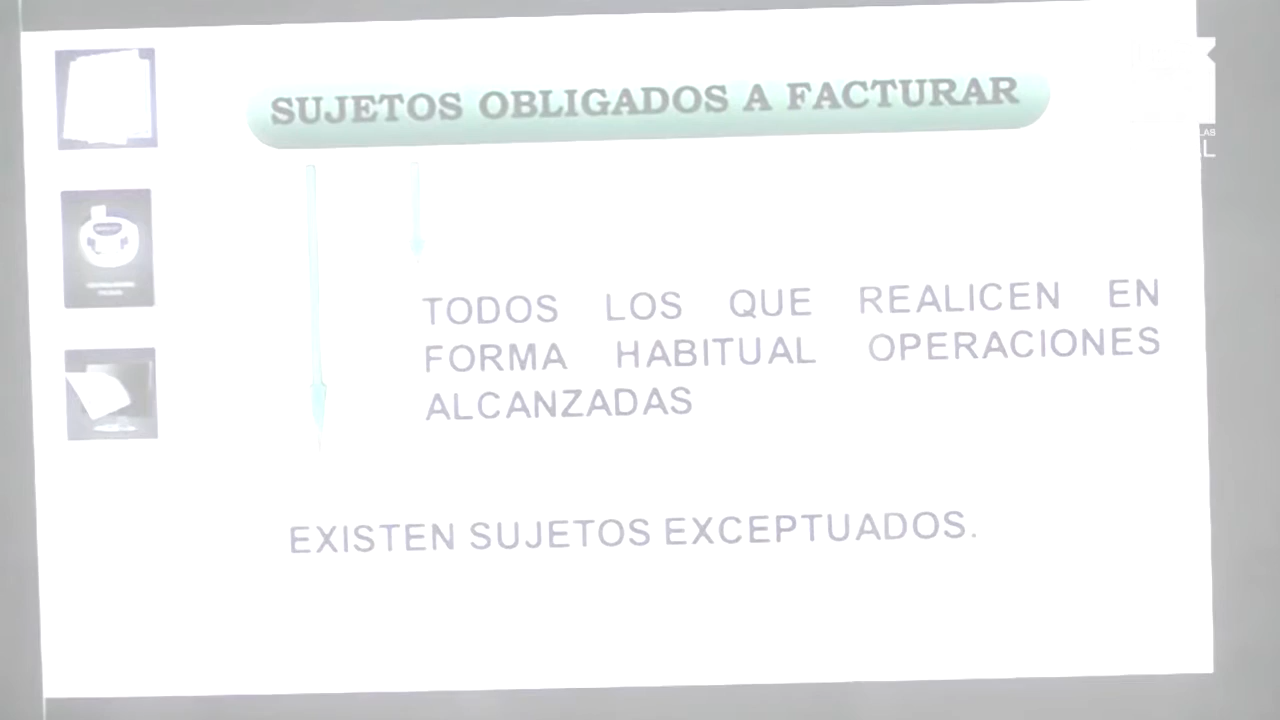 SUJETOS OBLIGADOS A FACTURAR
TODOS LOS QUE REALICEN EN
FORMA HABITUAL OPERACIONES
ALCANZADAS
EXISTEN SUJETOS EXCEPTUADOS.